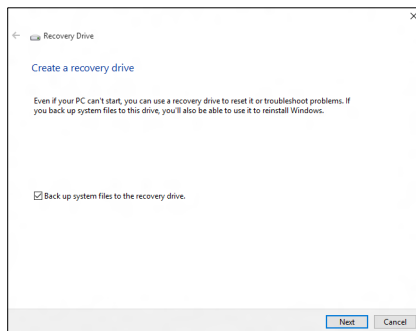 Recovery Drive
Create a recovery drive
Even if your PC can't start, you can use a recovery drive to reset it or troubleshoot problems. If
you back up system files to this drive, you'll also be able to use it to reinstall Windows.
Back up system files to the recovery drive.
Next Cancel